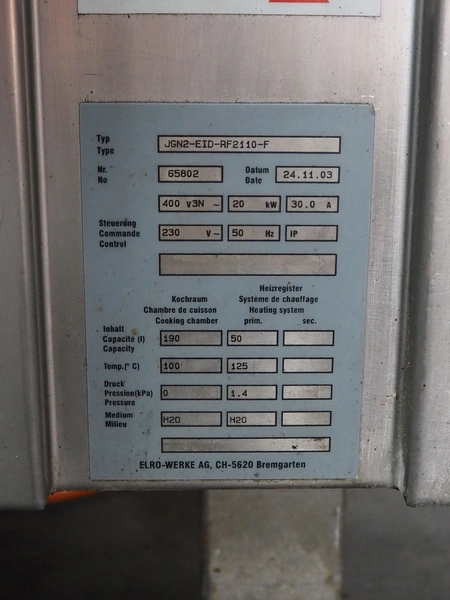 Typ
Type
JGN2-EID-RF2110-F
Nr.
No
65802
Datum
Date
24.11.03
400 V3N ~ 20 kW 30.0 A
Steuerung
Commande
Control
230 V~ 50 Hz IP
Heizregister
Kochraum Système de chauffage
Chambre de cuisson Heating system
Cooking chamber prim. sec.
Inhalt
Capacité (l)
Capacity
190 50
Temp.(° C) 100 125
Druck
Pression(kPa)
Pressure
0 1.4
Medium
Milieu
H2O H2O
ELRO-WERKE AG, CH-5620 Bremgarten